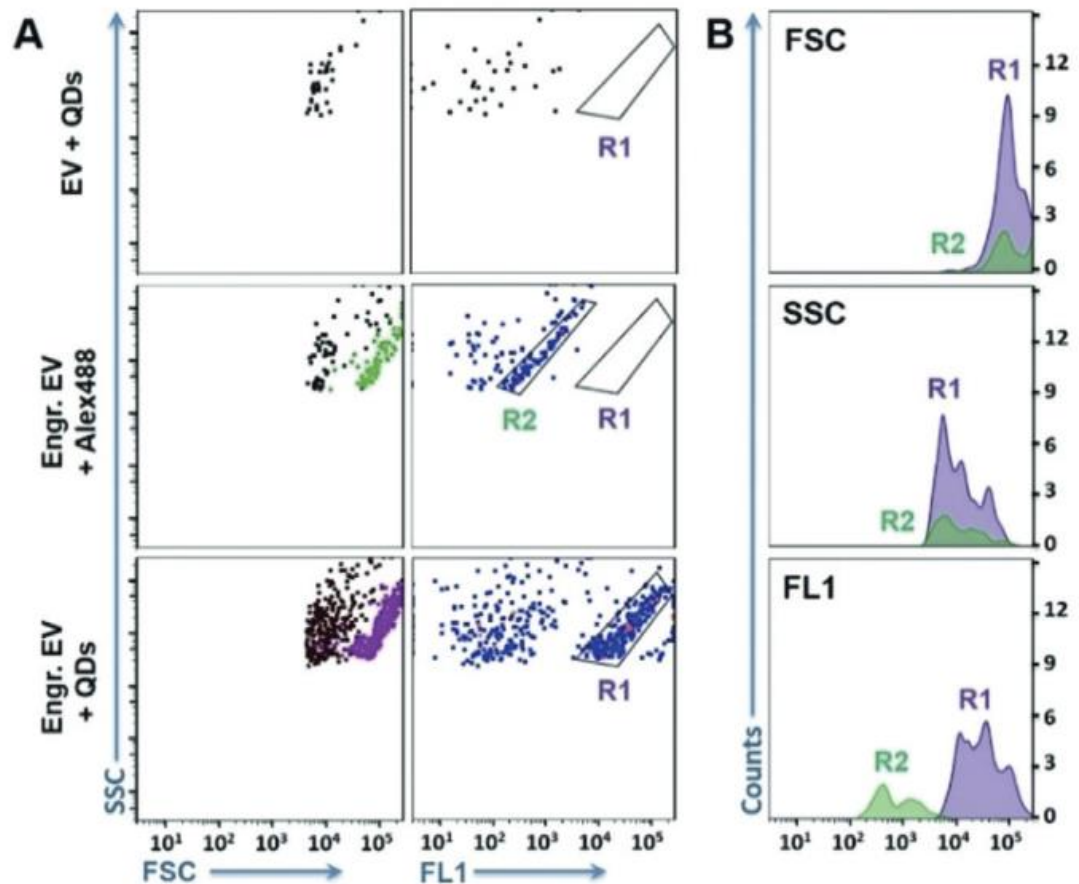 A
B
EV + QDs
R1
FSC
R1
R2
12
9
6
3
0
Engr. EV
+ Alex488
R2
R1
SSC
R1
R2
12
9
6
3
0
Engr. EV
+ QDs
R1
FL1
R1
R2
12
9
6
3
0
SSC
Counts
10¹ 10² 10³ 10⁴ 10⁵
10¹ 10² 10³ 10⁴ 10⁵
10¹ 10² 10³ 10⁴ 10⁵
FSC
FL1